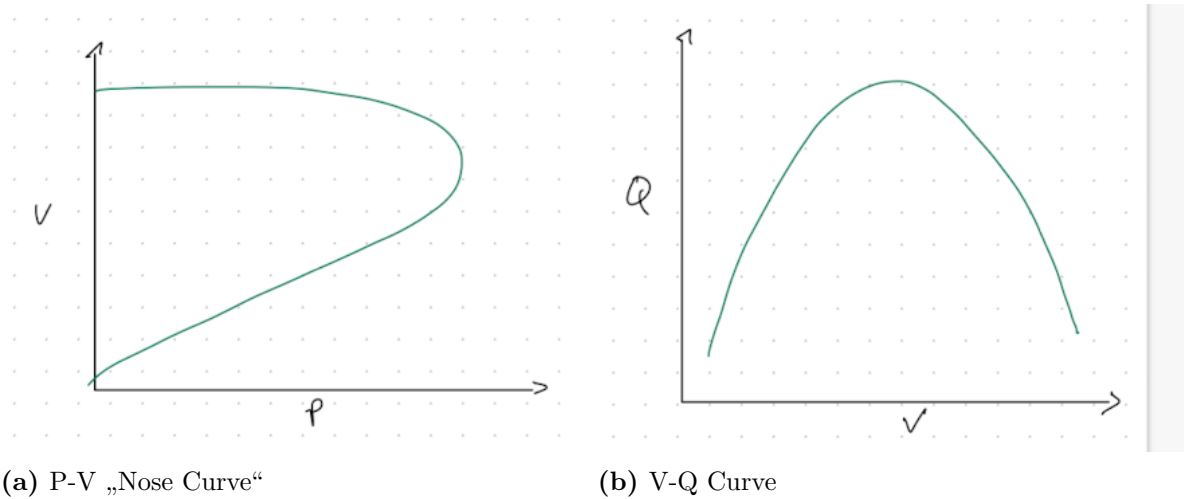 V
P
Q
V
(a) P-V „Nose Curve“
(b) V-Q Curve